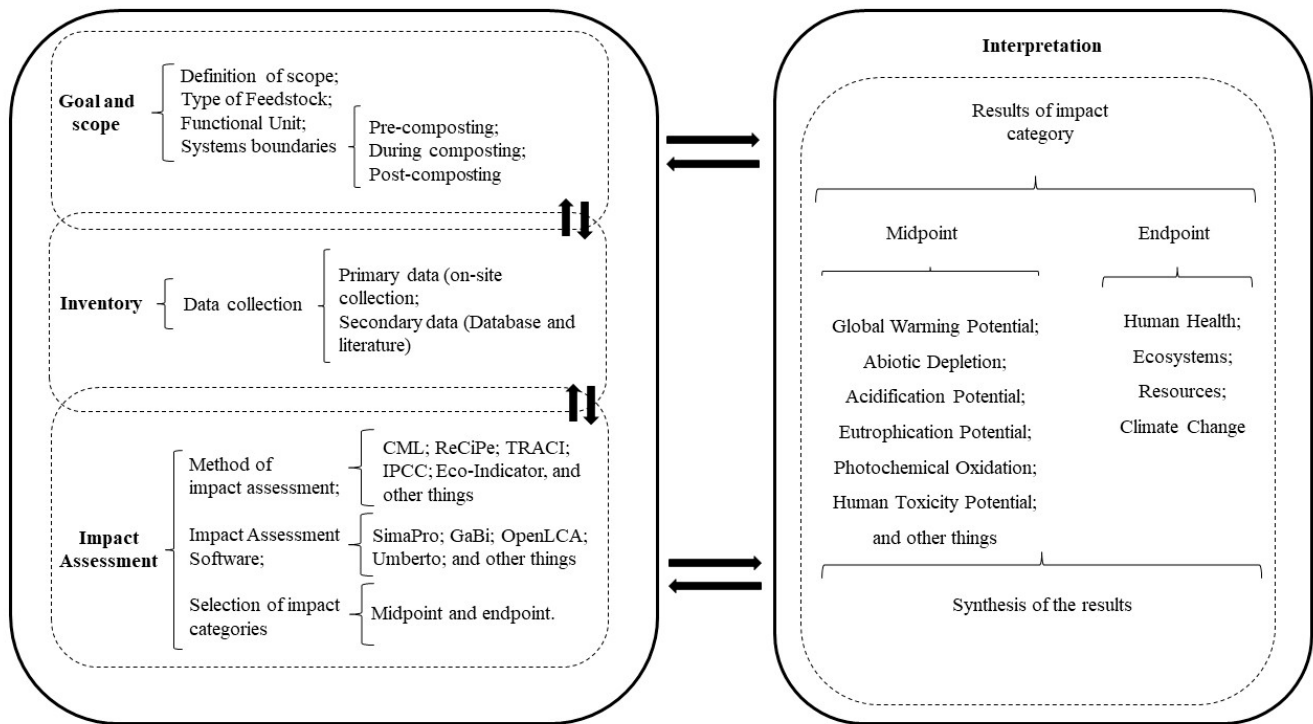 Goal and
scope
Definition of scope;
Type of Feedstock;
Functional Unit;
Systems boundaries
Pre-composting;
During composting;
Post-composting
Inventory
Data collection
Primary data (on-site
collection;
Secondary data (Database and
literature)
Impact
Assessment
Method of
impact assessment;
CML; ReCiPe; TRACI;
IPCC; Eco-Indicator, and
other things
Impact Assessment
Software;
SimaPro; GaBi; OpenLCA;
Umberto; and other things
Selection of impact
categories
Midpoint and endpoint.
Interpretation
Results of impact
category
Midpoint
Global Warming Potential;
Abiotic Depletion;
Acidification Potential;
Eutrophication Potential;
Photochemical Oxidation;
Human Toxicity Potential;
and other things
Endpoint
Human Health;
Ecosystems;
Resources;
Climate Change
Synthesis of the results